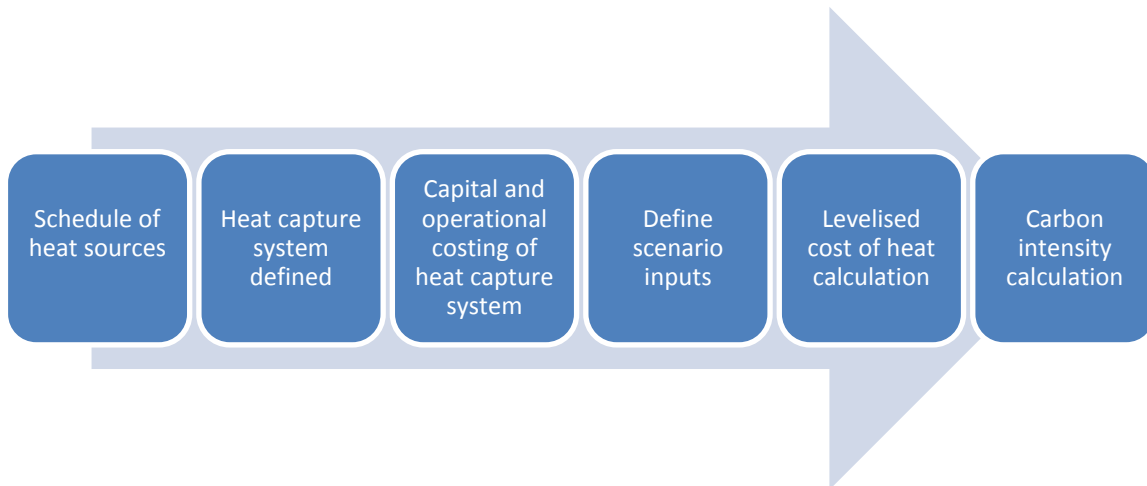 Schedule of
heat sources
Heat capture
system
defined
Capital and
operational
costing of
heat capture
system
Define
scenario
inputs
Levelised
cost of heat
calculation
Carbon
intensity
calculation